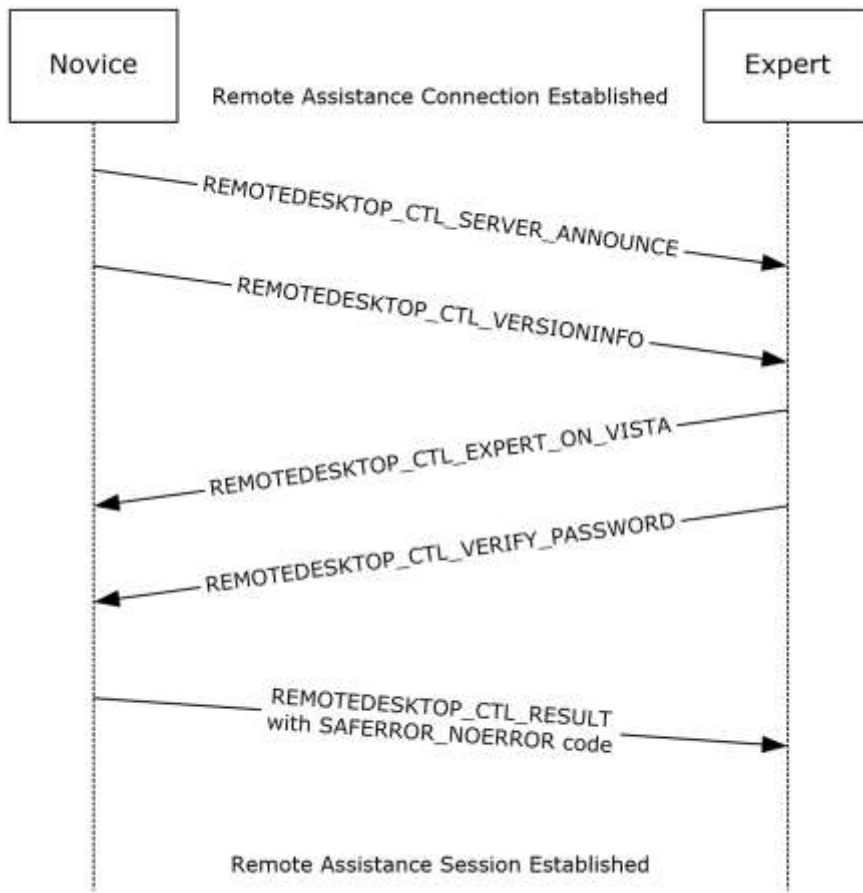 Novice
Expert
Remote Assistance Connection Established
REMOTEDESKTOP_CTL_SERVER_ANNOUNCE
REMOTEDESKTOP_CTL_VERSIONINFO
REMOTEDESKTOP_CTL_EXPERT_ON_VISTA
REMOTEDESKTOP_CTL_VERIFY_PASSWORD
REMOTEDESKTOP_CTL_RESULT
with SAFERROR_NOERROR code
Remote Assistance Session Established